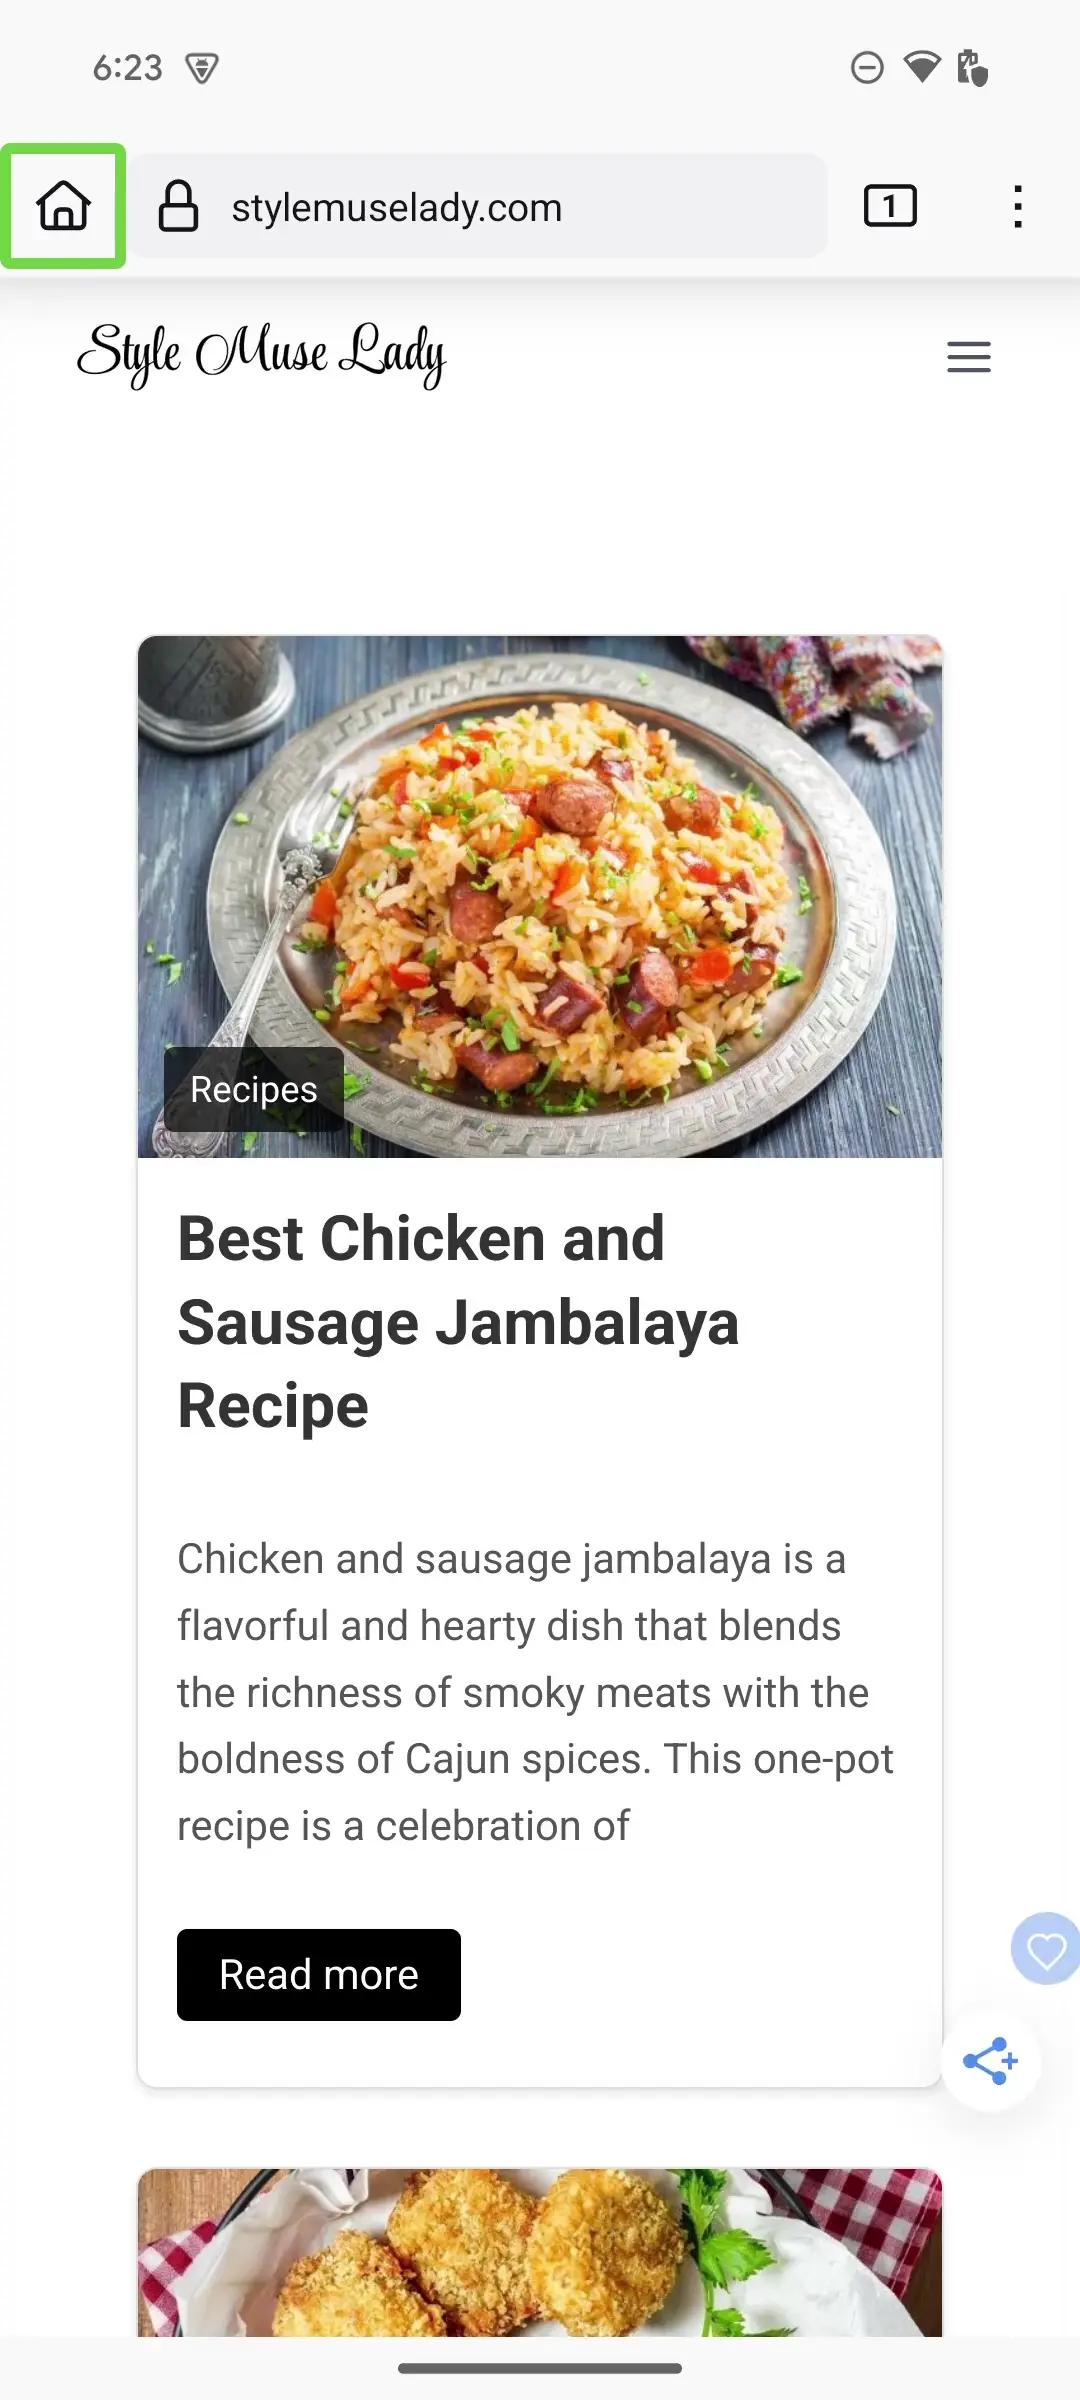 6:23
stylemuselady.com
1
Style Muse Lady
Recipes
Best Chicken and
Sausage Jambalaya
Recipe
Chicken and sausage jambalaya is a
flavorful and hearty dish that blends
the richness of smoky meats with the
boldness of Cajun spices. This one-pot
recipe is a celebration of
Read more